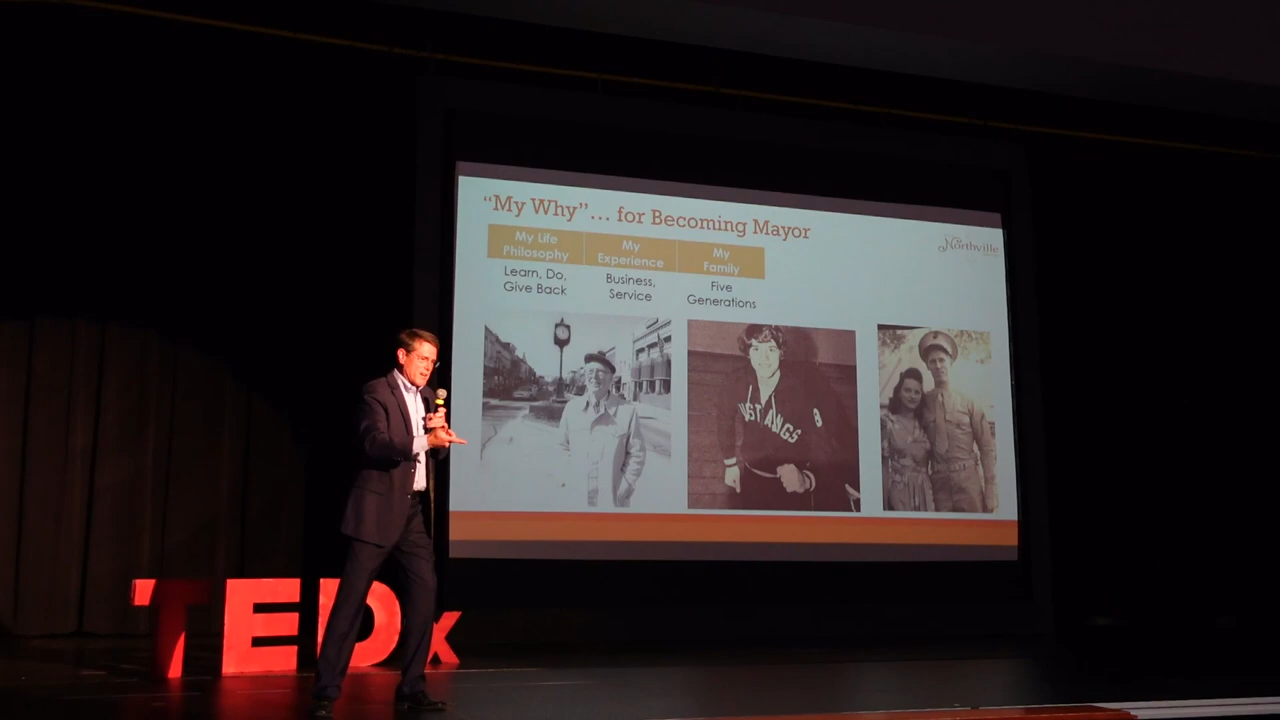 “My Why”... for Becoming Mayor
My Life
Philosophy
My
Experience
My
Family
Learn, Do,
Give Back
Business,
Service
Five
Generations
Northville
USTANGS
8
TEDx